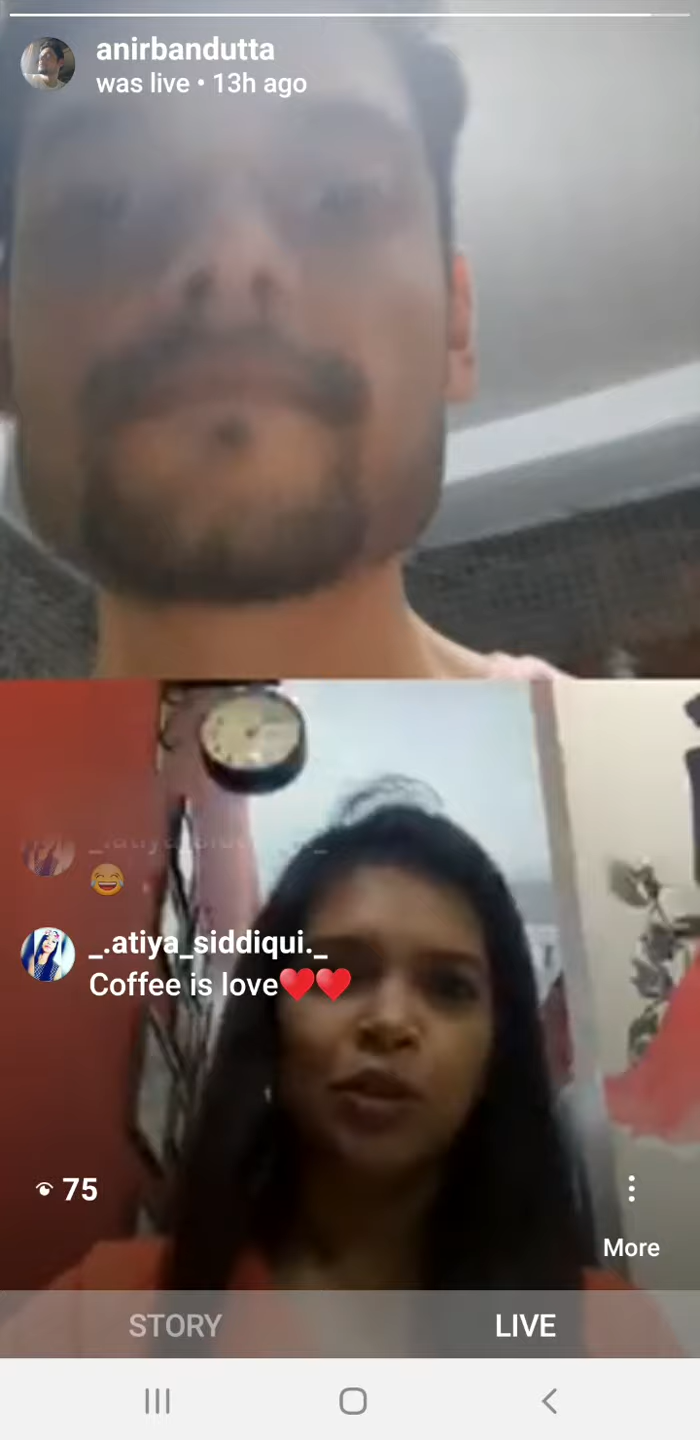 anirbandutta
was live • 13h ago
😂
_.atiya_siddiqui._
Coffee is love❤️❤️
75
More
STORY
LIVE